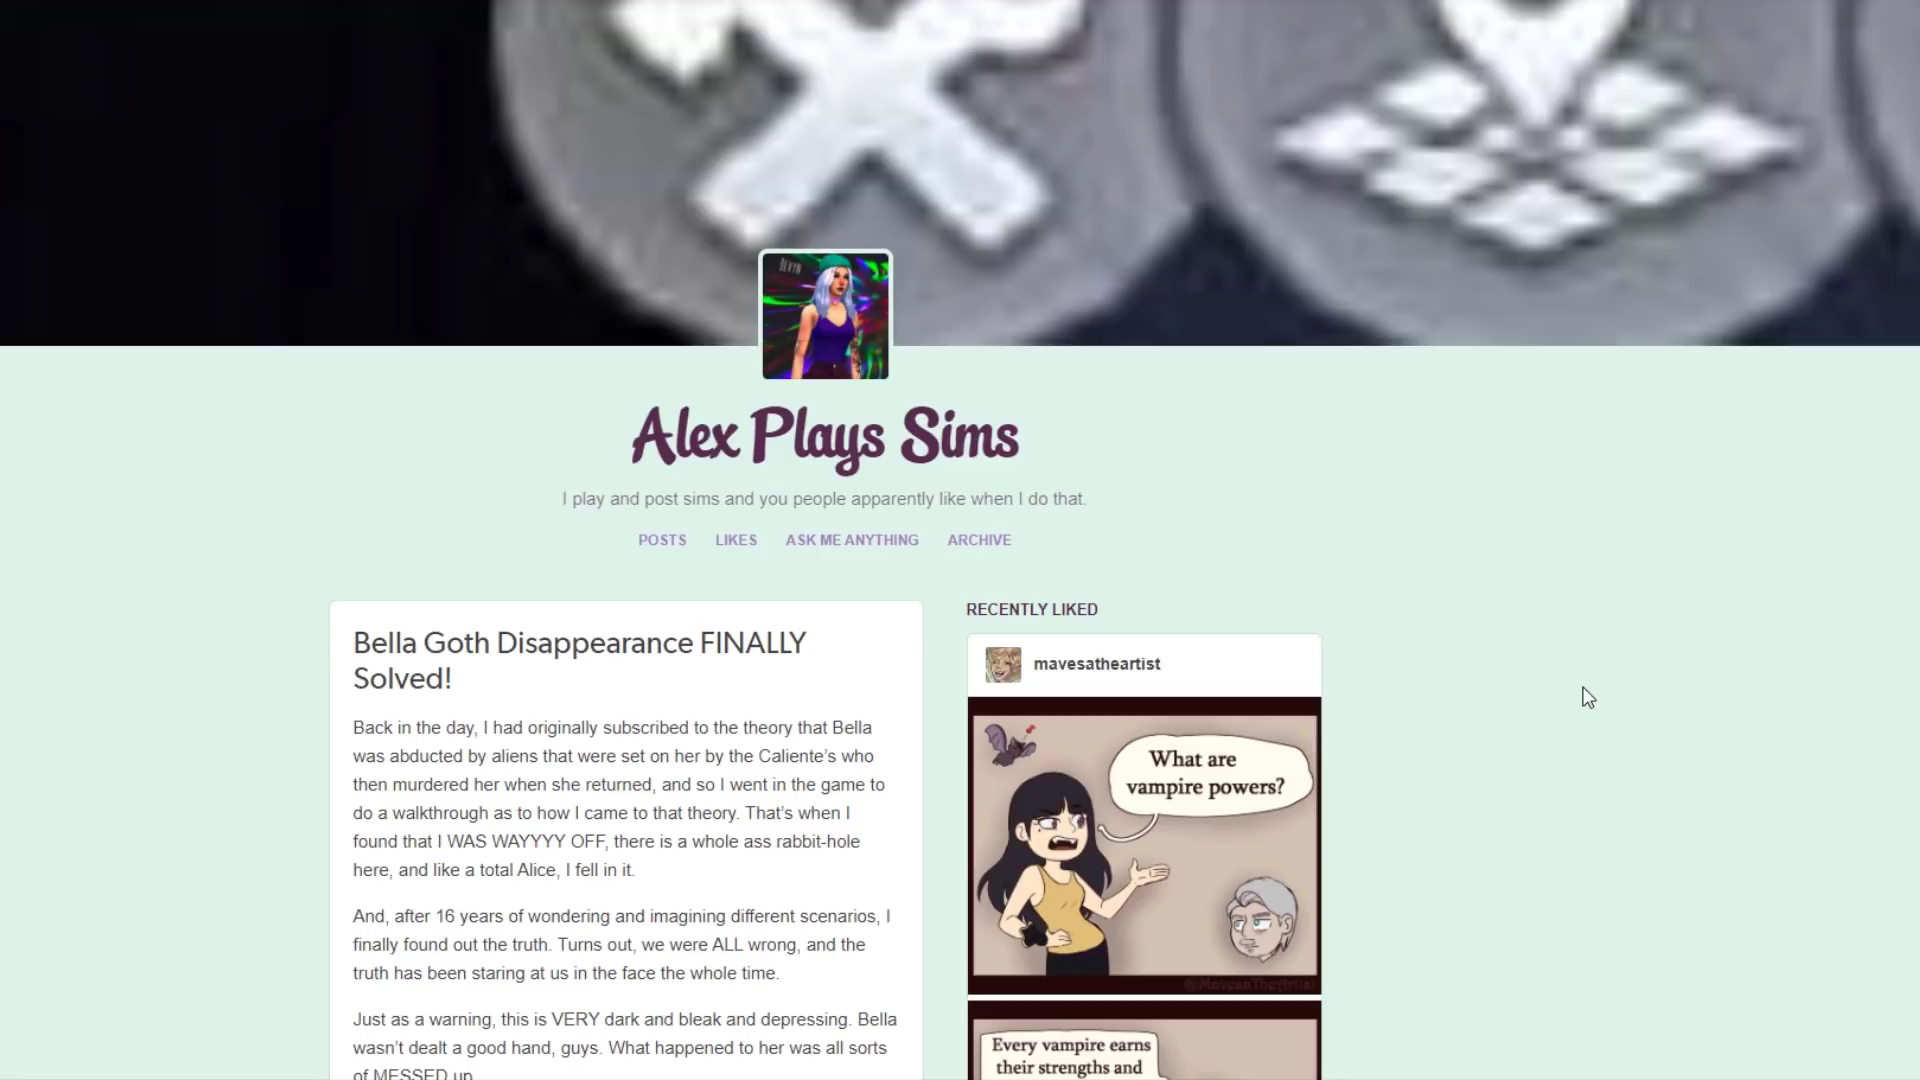 DEVYN
Alex Plays Sims
I play and post sims and you people apparently like when I do that.
POSTS LIKES ASK ME ANYTHING ARCHIVE
Bella Goth Disappearance FINALLY
Solved!
Back in the day, I had originally subscribed to the theory that Bella
was abducted by aliens that were set on her by the Caliente's who
then murdered her when she returned, and so I went in the game to
do a walkthrough as to how I came to that theory. That's when I
found that I WAS WAYYYY OFF, there is a whole ass rabbit-hole
here, and like a total Alice, I fell in it.
And, after 16 years of wondering and imagining different scenarios, I
finally found out the truth. Turns out, we were ALL wrong, and the
truth has been staring at us in the face the whole time.
Just as a warning, this is VERY dark and bleak and depressing. Bella
wasn't dealt a good hand, guys. What happened to her was all sorts
of MESSED up.
RECENTLY LIKED
mavesatheartist
What are
vampire powers?
@MavesaTheArtist
Every vampire earns
their strengths and